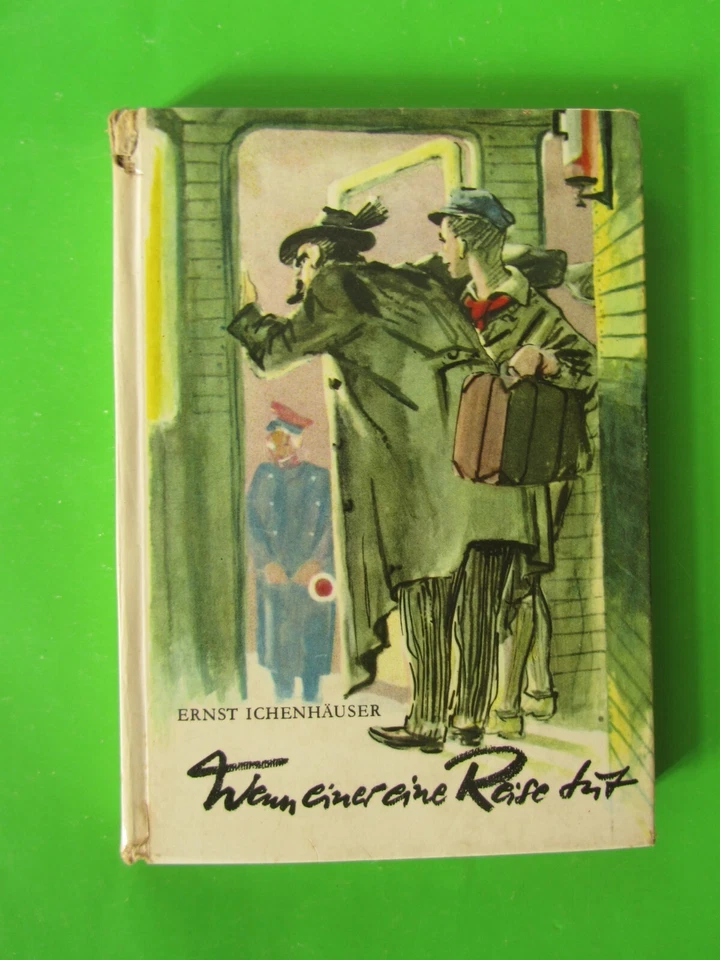 ERNST ICHENHÄUSER
Wenn einer eine Reise tut